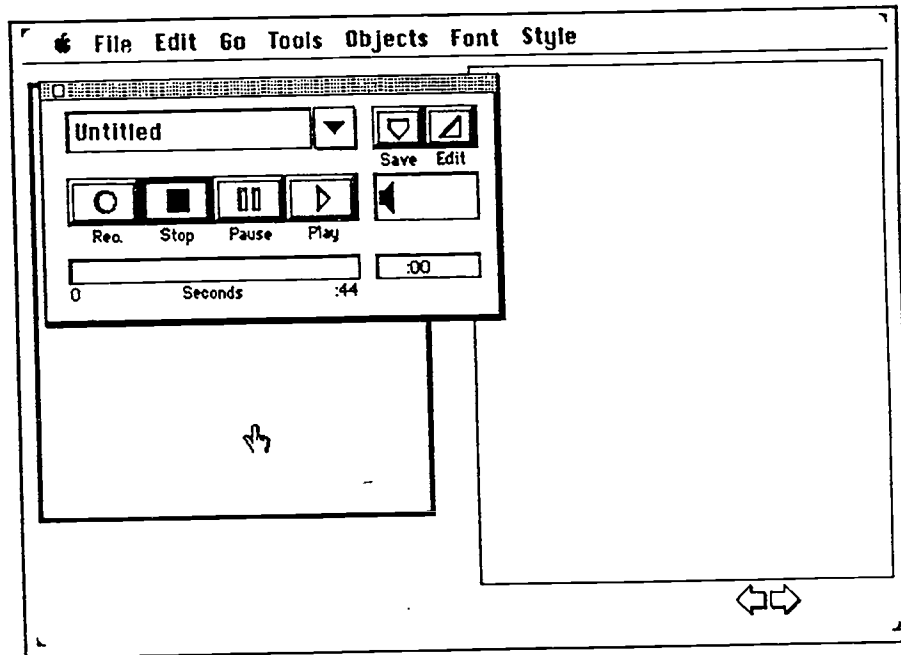 File Edit Go Tools Objects Font Style
Untitled
Save Edit
Rec. Stop Pause Play
:00
0 Seconds :44